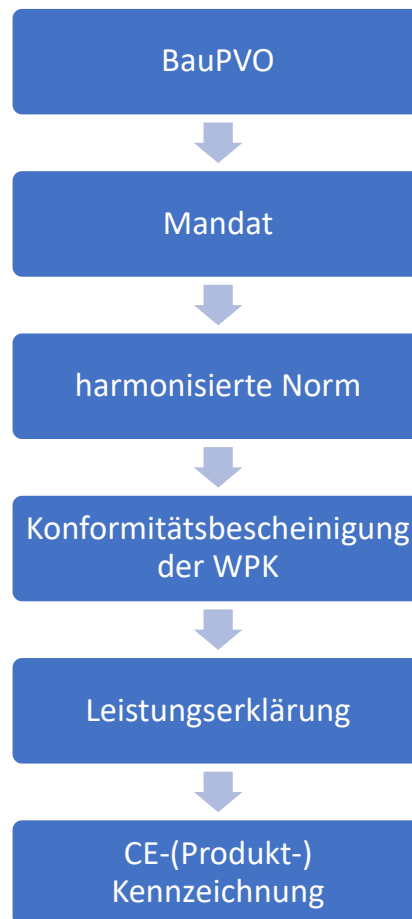 BauPVO
Mandat
harmonisierte Norm
Konformitätsbescheinigung
der WPK
Leistungserklärung
CE-(Produkt-)
Kennzeichnung